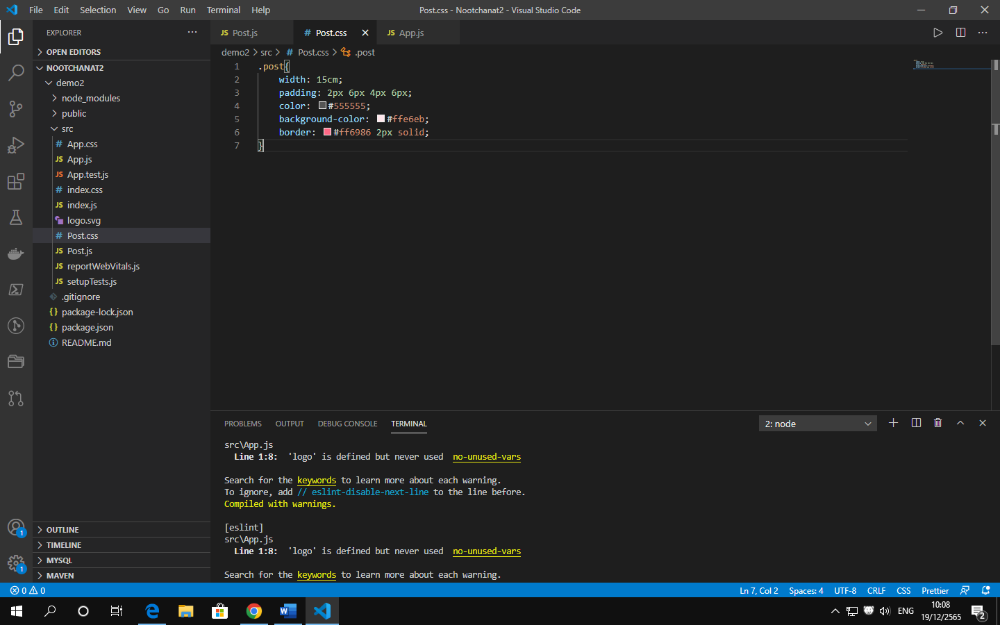 File Edit Selection View Go Run Terminal Help
Post.css - Nootchanat2 - Visual Studio Code
EXPLORER
OPEN EDITORS
NOOTCHANAT2
demo2
node_modules
public
src
# App.css
JS App.js
JS App.test.js
# index.css
JS index.js
logo.svg
# Post.css
JS Post.js
JS reportWebVitals.js
JS setupTests.js
.gitignore
{} package-lock.json
{} package.json
README.md
OUTLINE
TIMELINE
MYSQL
MAVEN
JS Post.js
# Post.css
JS App.js
demo2 > src > # Post.css > .post
1 .post{
2 width: 15cm;
3 padding: 2px 6px 4px 6px;
4 color: #555555;
5 background-color: #ffe6eb;
6 border: #ff6986 2px solid;
7 }
PROBLEMS OUTPUT DEBUG CONSOLE TERMINAL
2: node
src\App.js
Line 1:8: 'logo' is defined but never used no-unused-vars
Search for the keywords to learn more about each warning.
To ignore, add // eslint-disable-next-line to the line before.
Compiled with warnings.
[eslint]
src\App.js
Line 1:8: 'logo' is defined but never used no-unused-vars
Search for the keywords to learn more about each warning.
1
1
0 0
Ln 7, Col 2 Spaces: 4 UTF-8 CRLF CSS Prettier
ENG
10:08
19/12/2565
2